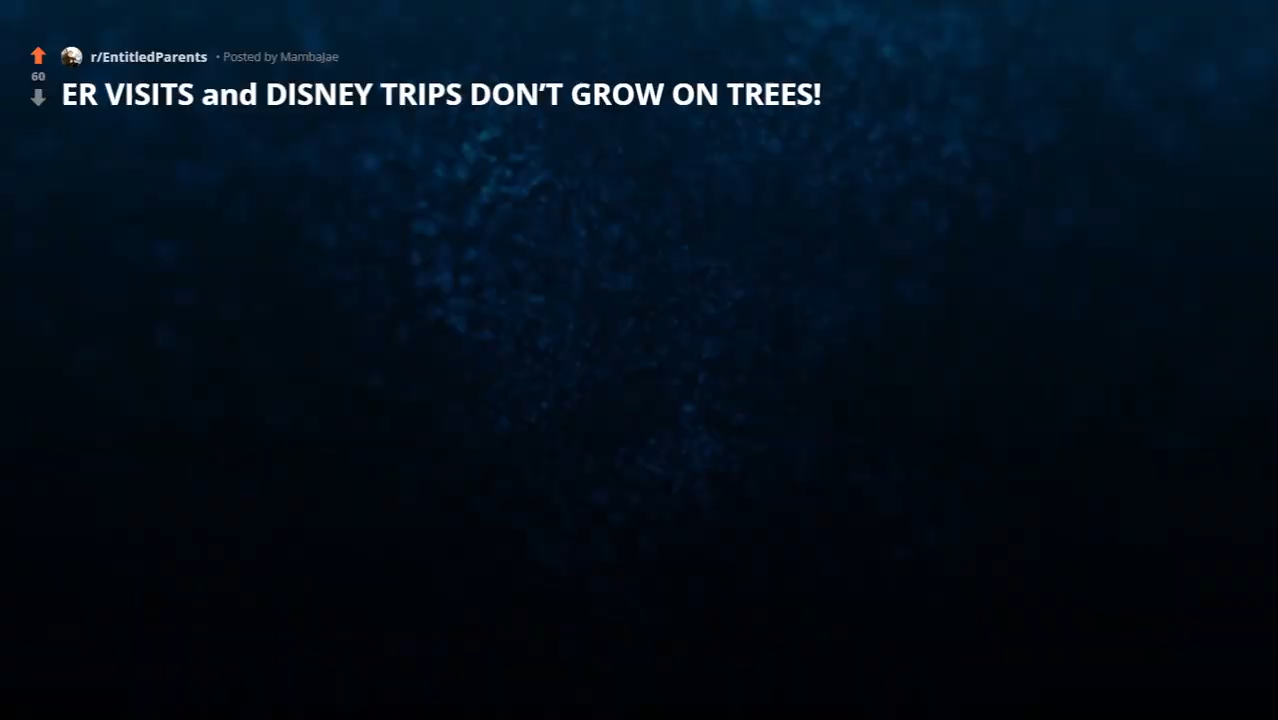 r/EntitledParents • Posted by MambaJae
60
ER VISITS and DISNEY TRIPS DON'T GROW ON TREES!